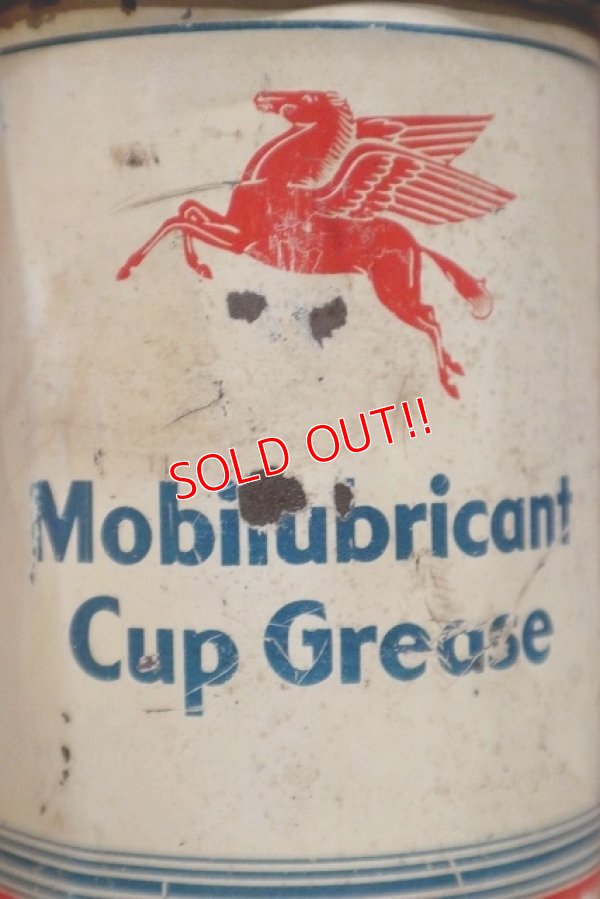 SOLD OUT!!
Mobilubricant
Cup Grease